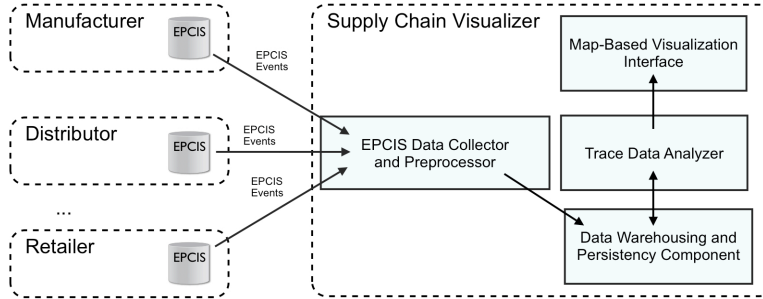 Manufacturer
EPCIS
EPCIS
Events
Distributor
EPCIS
EPCIS
Events
EPCIS
Events
...
Retailer
EPCIS
Supply Chain Visualizer
Map-Based Visualization
Interface
EPCIS Data Collector
and Preprocessor
Trace Data Analyzer
Data Warehousing and
Persistency Component